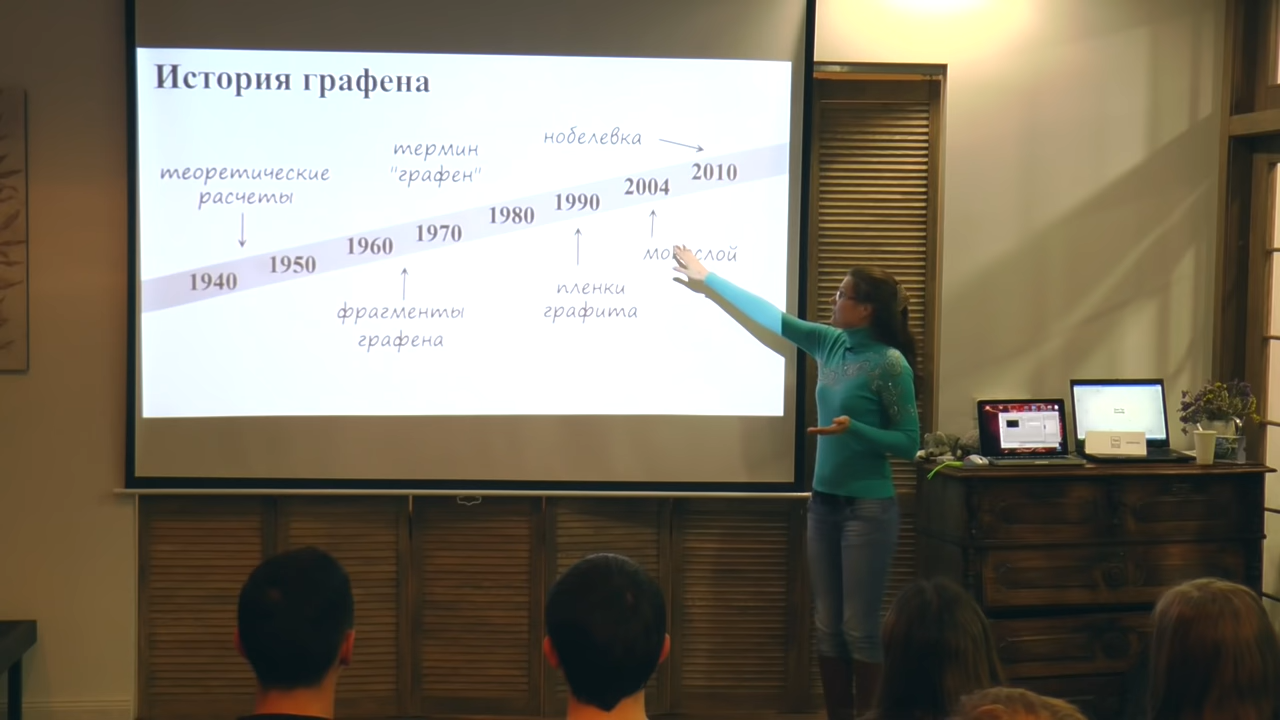 История графена
теоретические
расчеты
термин
"графен"
нобелевка
1940
1950
1960
1970
1980
1990
2004
2010
фрагменты
графена
пленки
графита
монослой